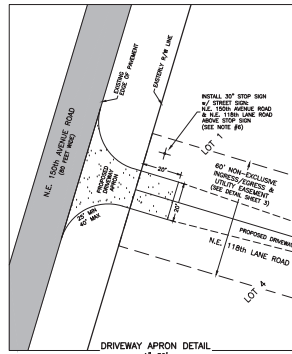 EXISTING
EDGE OF PAVEMENT
EASTERLY R/W LINE
N.E. 150th AVENUE ROAD
(80 FEET WIDE)
INSTALL 30" STOP SIGN
w/ STREET SIGN:
N.E. 150th AVENUE ROAD
& N.E. 118th LANE ROAD
ABOVE STOP SIGN
(SEE NOTE #6)
LOT 1
PROPOSED
DRIVEWAY
APRON
20'
20'
60' NON-EXCLUSIVE
INGRESS/EGRESS &
UTILITY EASEMENT
(SEE DETAIL SHEET 3)
25' MIN
40' MAX
PROPOSED DRIVEWAY
N.E. 118th LANE ROAD
LOT 4
DRIVEWAY APRON DETAIL